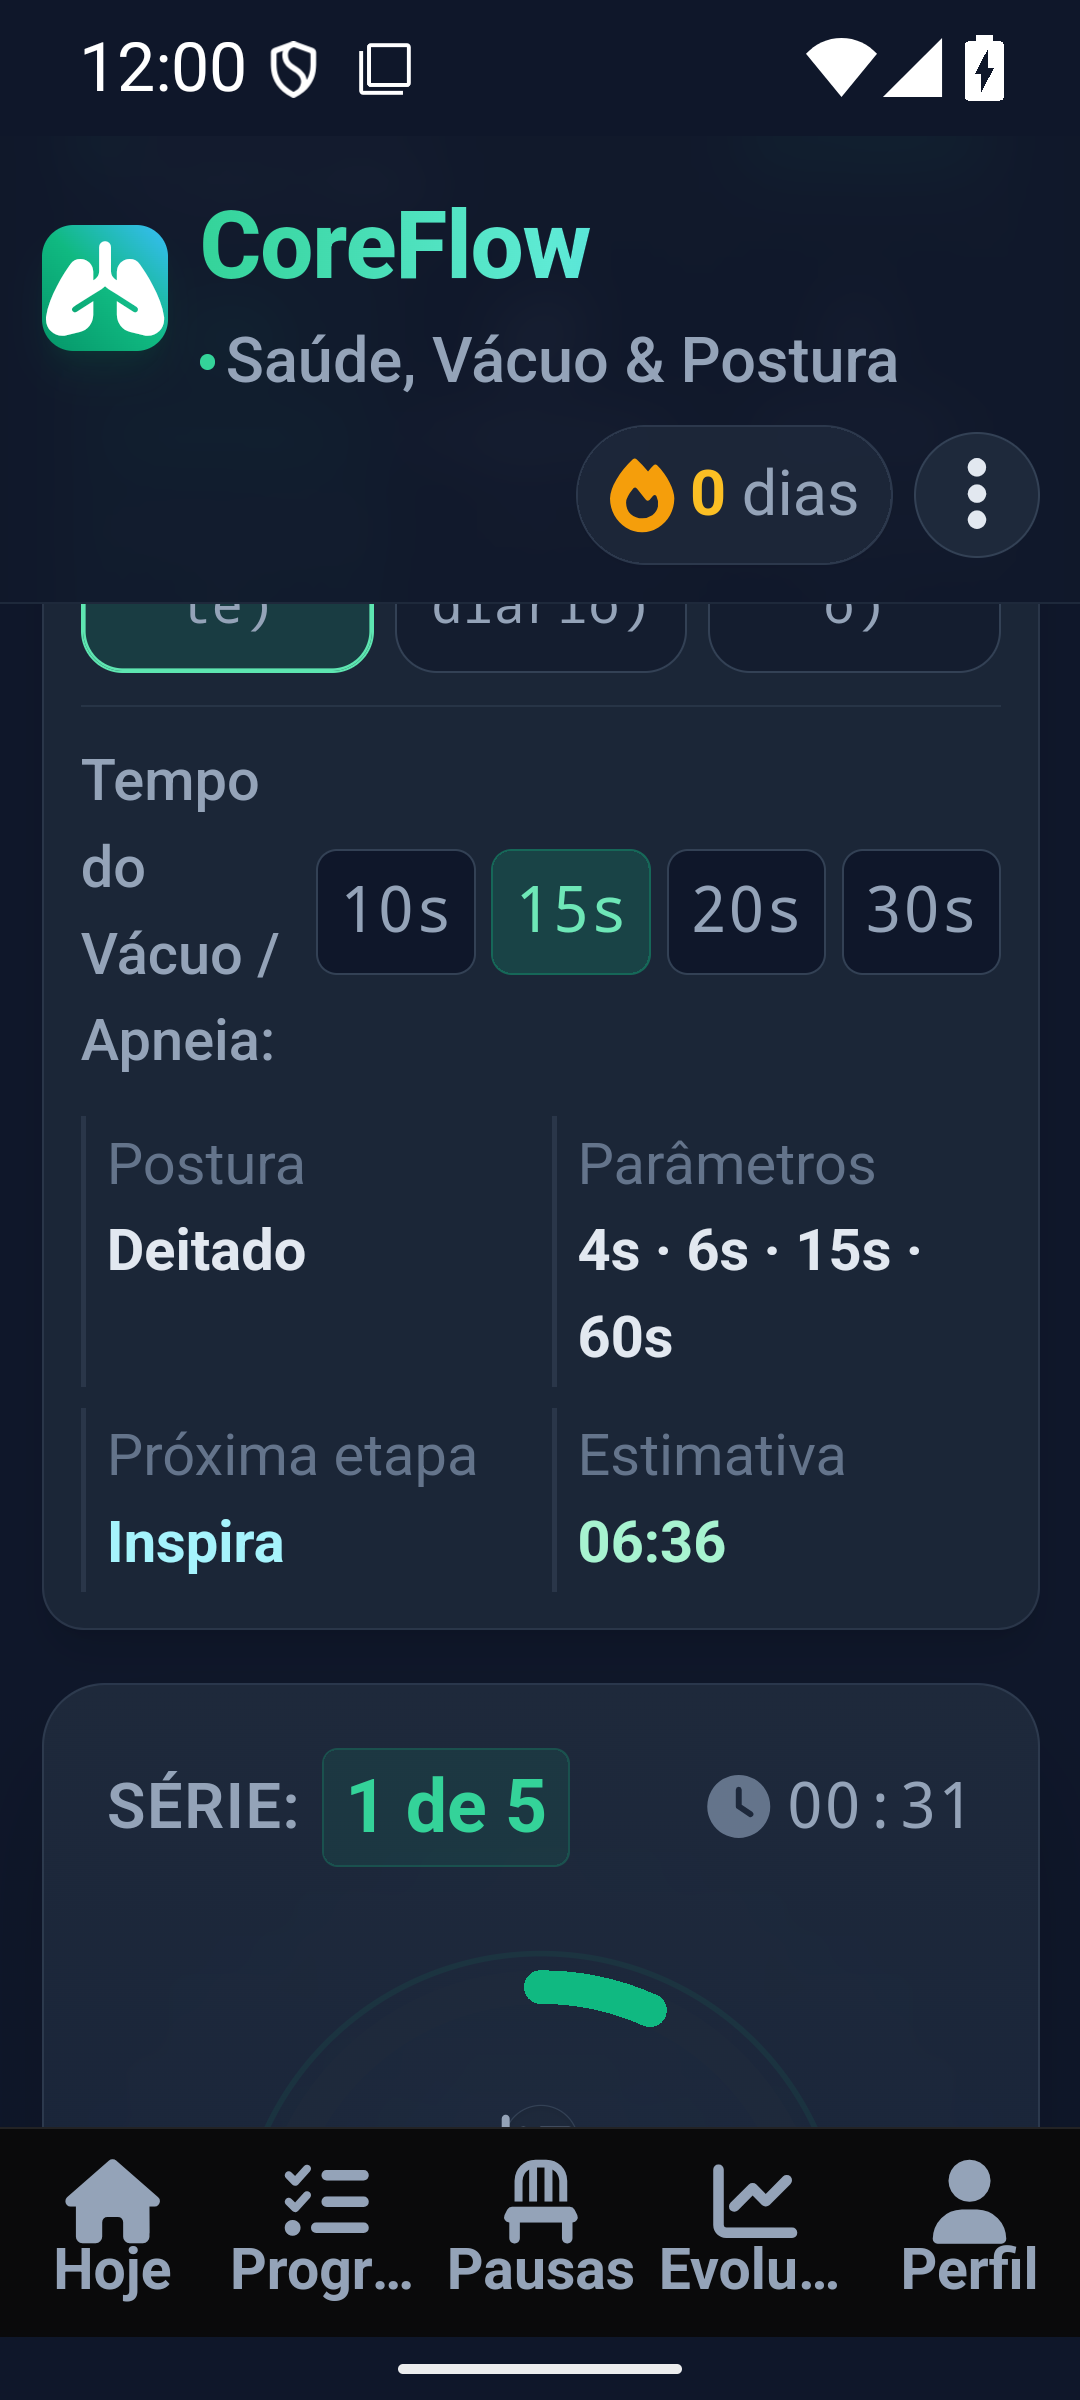 12:00
CoreFlow
• Saúde, Vácuo & Postura
0 dias
te) diário) o)
Tempo
do
Vácuo /
Apneia:
10s 15s 20s 30s
Postura
Deitado
Parâmetros
4s · 6s · 15s ·
60s
Próxima etapa
Inspira
Estimativa
06:36
SÉRIE: 1 de 5 00:31
Hoje Progr... Pausas Evolu... Perfil